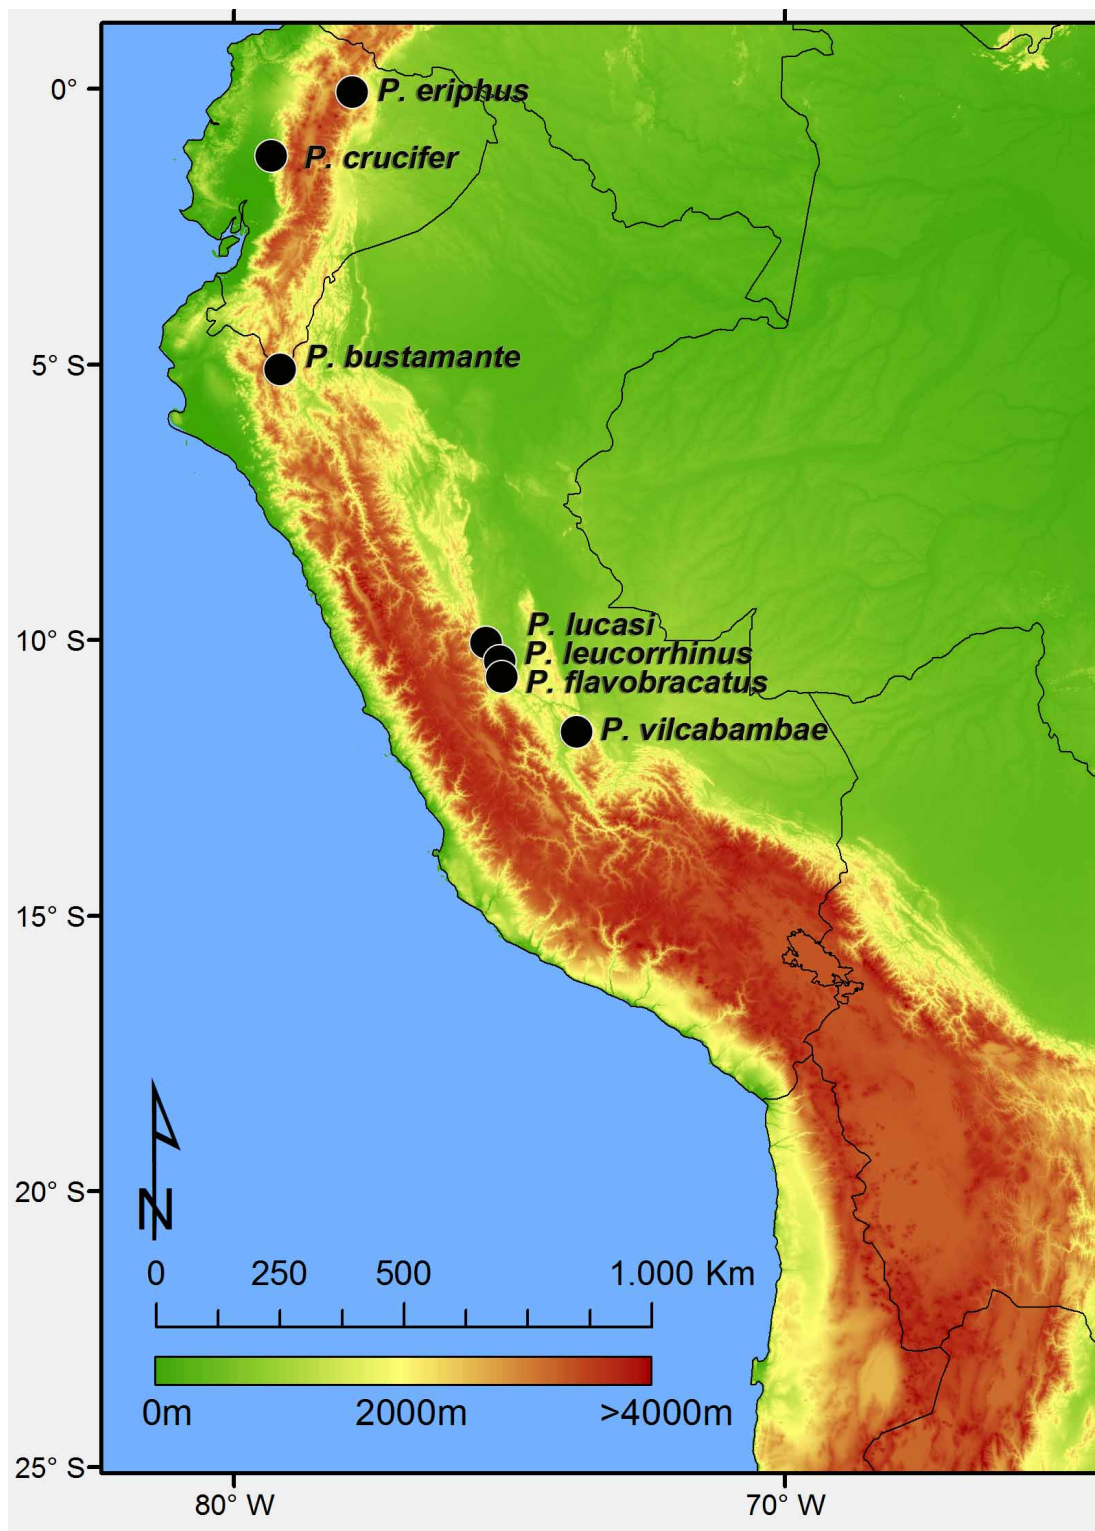 0°
P. eriphus
P. crucifer
5° S
P. bustamante
10° S
P. lucasi
P. leucorrhinus
P. flavobracatus
P. vilcabambae
15° S
20° S
N
0 250 500 1.000 Km
0m 2000m >4000m
25° S
80° W 70° W